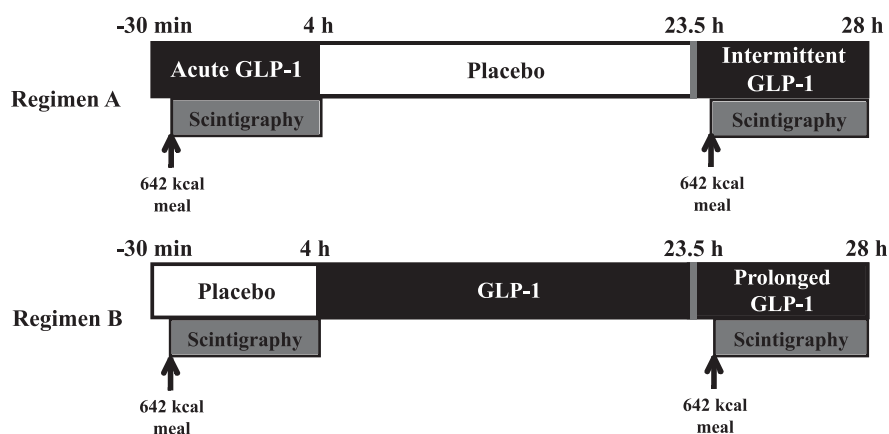 -30 min 4 h 23.5 h 28 h
Regimen A
Acute GLP-1
Placebo
Intermittent
GLP-1
Scintigraphy
Scintigraphy
642 kcal
meal
642 kcal
meal
-30 min 4 h 23.5 h 28 h
Regimen B
Placebo
GLP-1
Prolonged
GLP-1
Scintigraphy
Scintigraphy
642 kcal
meal
642 kcal
meal